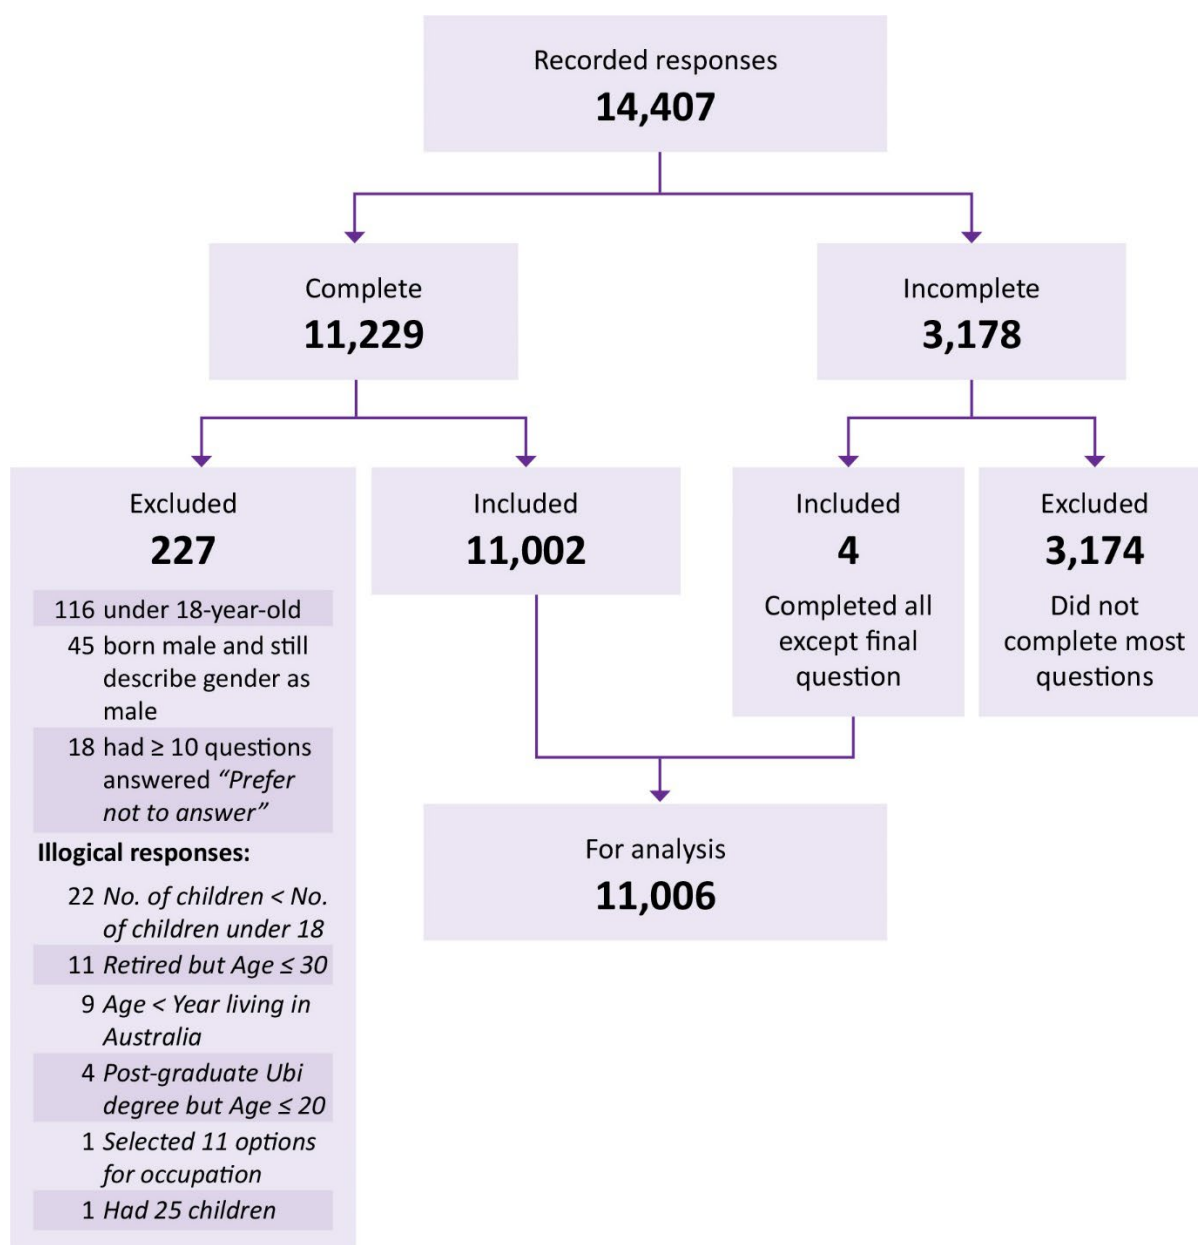 Recorded responses
14,407
Complete
11,229
Incomplete
3,178
Excluded
227
116 under 18-year-old
45 born male and still
describe gender as
male
18 had ≥ 10 questions
answered “Prefer
not to answer”
Illogical responses:
22 No. of children < No.
of children under 18
11 Retired but Age ≤ 30
9 Age < Year living in
Australia
4 Post-graduate Ubi
degree but Age ≤ 20
1 Selected 11 options
for occupation
1 Had 25 children
Included
11,002
Included
4
Completed all
except final
question
Excluded
3,174
Did not
complete most
questions
For analysis
11,006